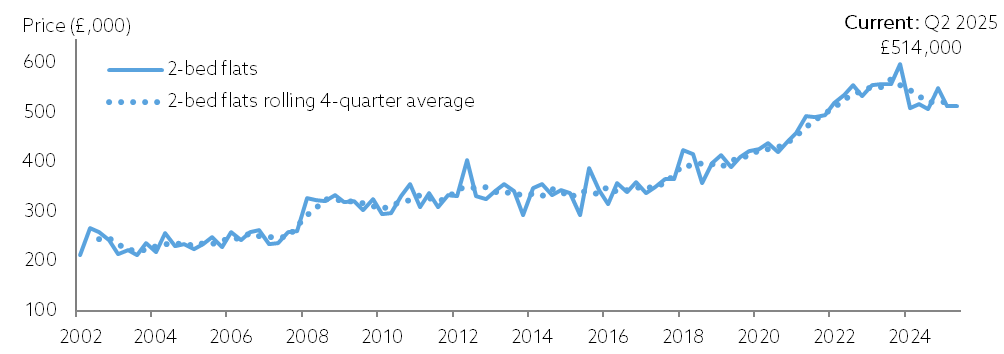 Price (£,000)
Current: Q2 2025
£514,000
600
2-bed flats
2-bed flats rolling 4-quarter average
500
400
300
200
100
2002 2004 2006 2008 2010 2012 2014 2016 2018 2020 2022 2024